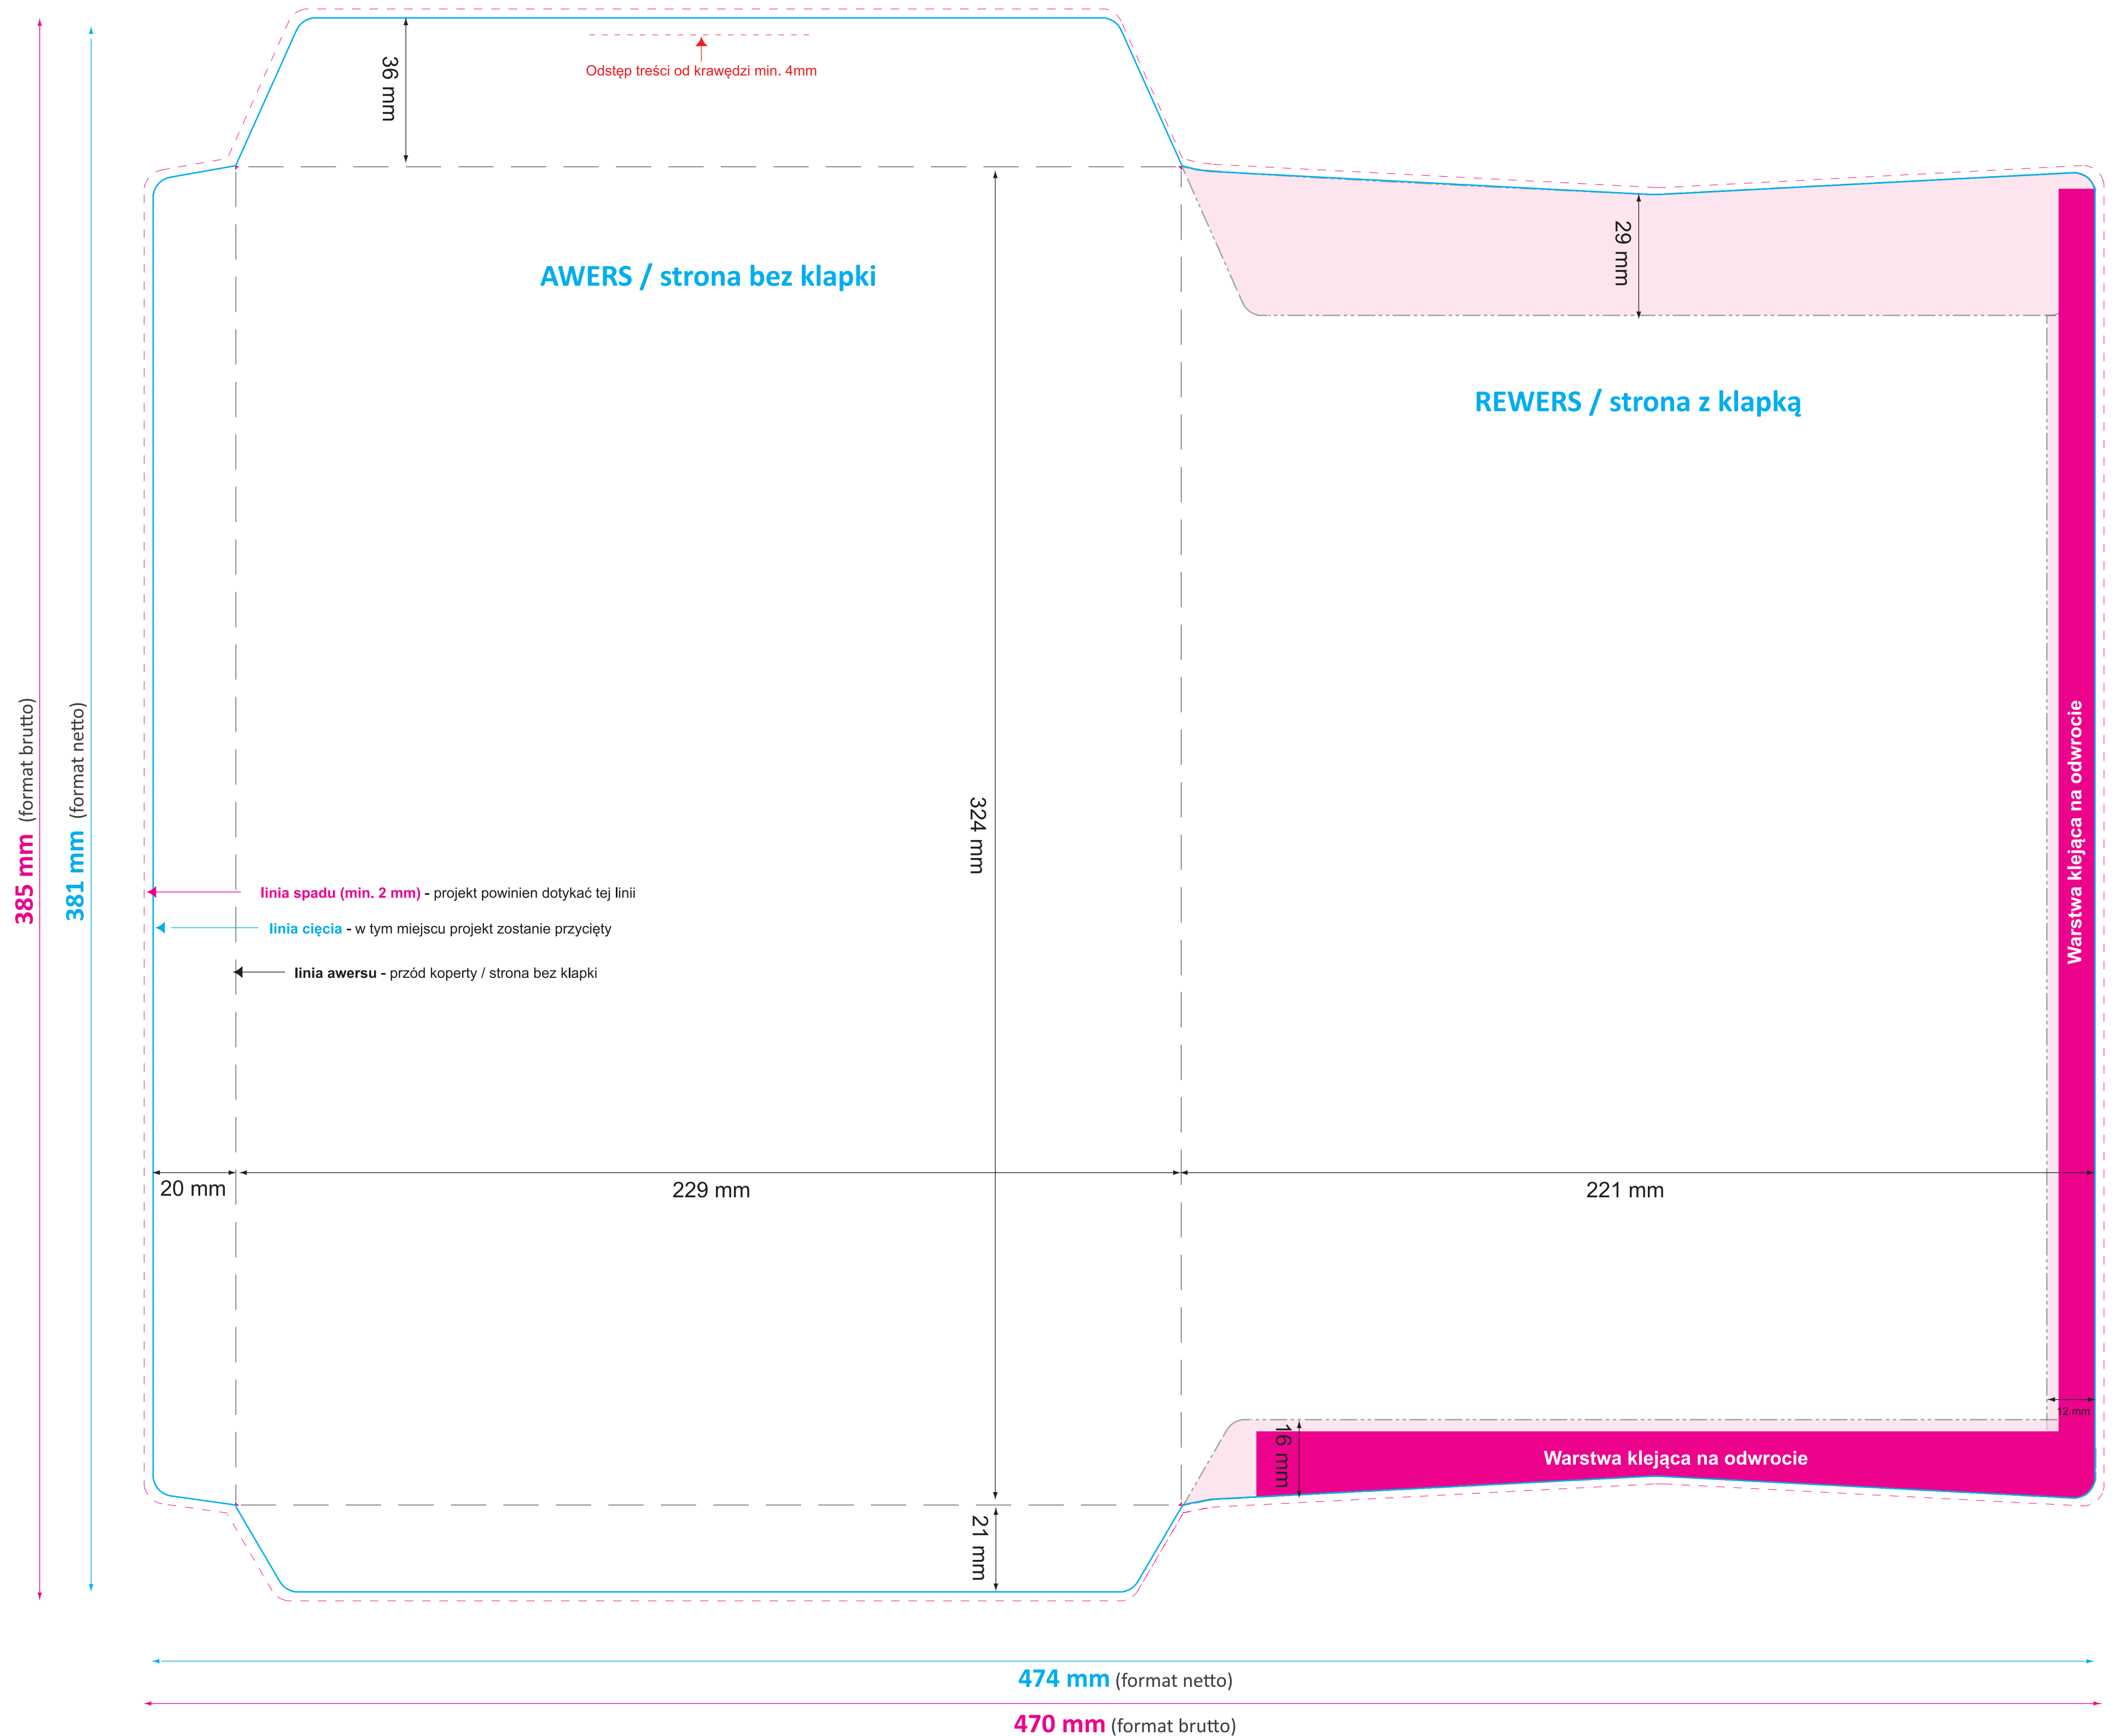 36 mm
Odstęp treści od krawędzi min. 4mm
AWERS / strona bez klapki
29 mm
REWERS / strona z klapką
385 mm (format brutto)
381 mm (format netto)
324 mm
Warstwa klejąca na odwrocie
linia spadu (min. 2 mm) - projekt powinien dotykać tej linii
linia cięcia - w tym miejscu projekt zostanie przycięty
linia awersu - przód koperty / strona bez klapki
20 mm
229 mm
221 mm
12 mm
16 mm
Warstwa klejąca na odwrocie
21 mm
474 mm (format netto)
470 mm (format brutto)